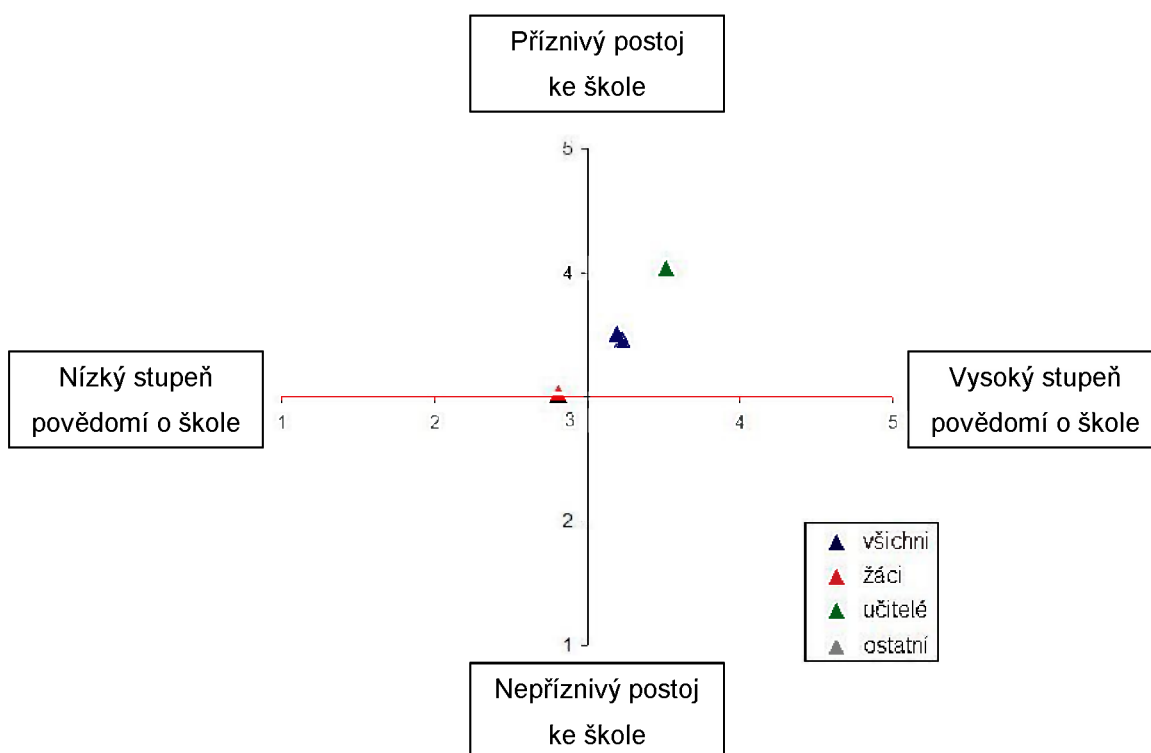 Příznivý postoj
ke škole
5
4
Nízký stupeň
povědomí o škole
Vysoký stupeň
povědomí o škole
1
2
3
4
5
2
1
všichni
žáci
učitelé
ostatní
Nepříznivý postoj
ke škole